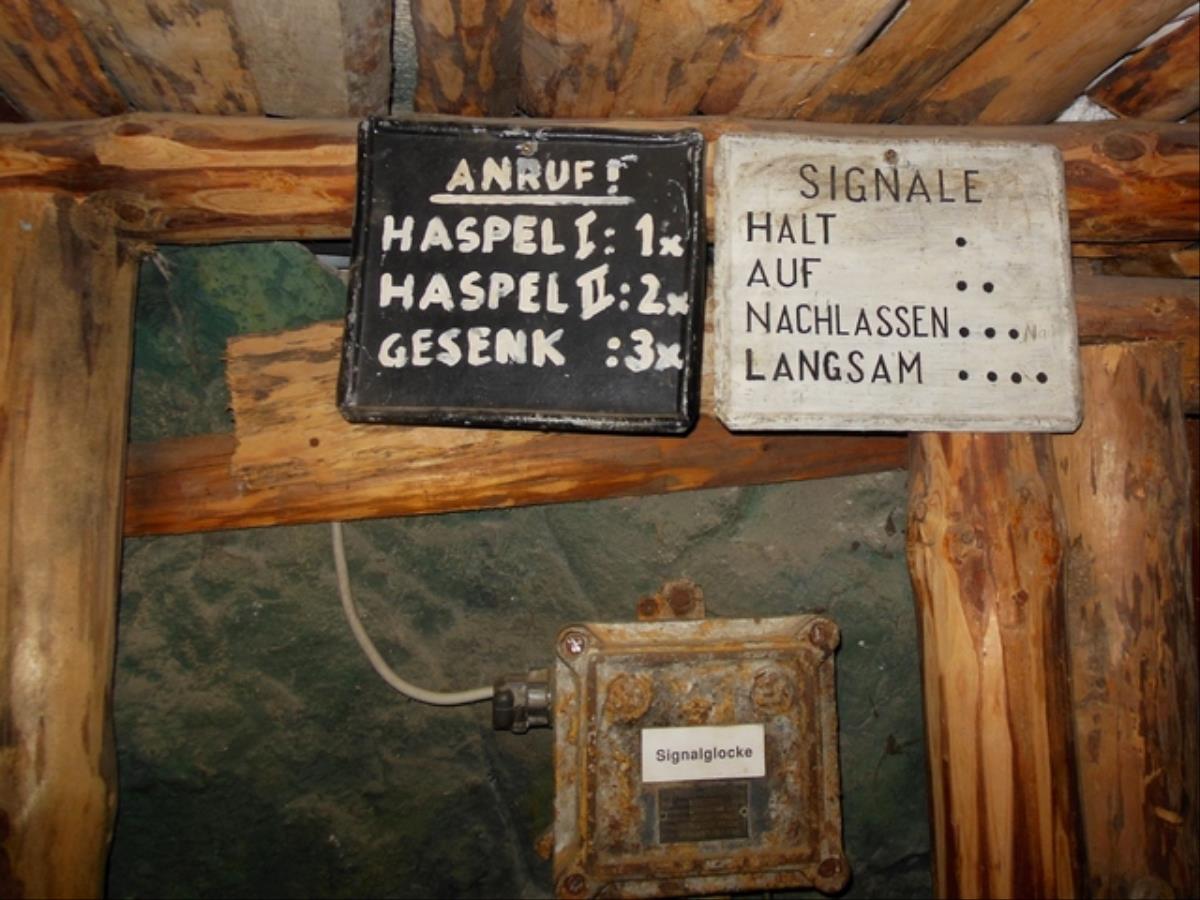 ANRUF!
HASPEL I: 1x
HASPEL II: 2x
GESENK : 3x
SIGNALE
HALT .
AUF ..
NACHLASSEN...
LANGSAM ....
Signalglocke